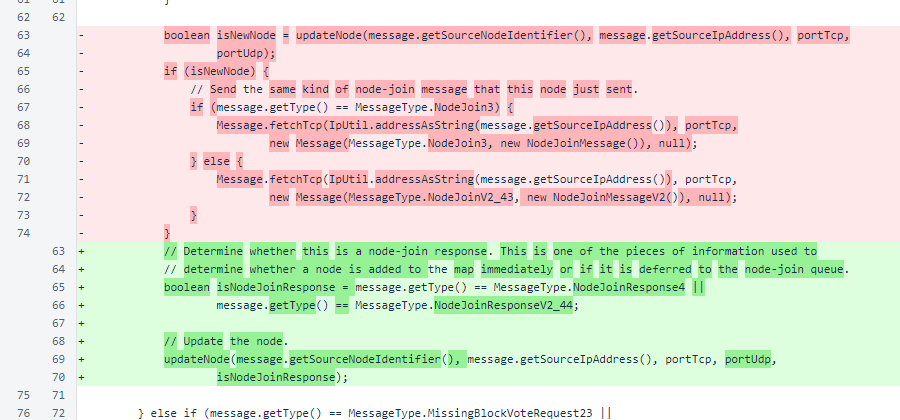 61 61 }
62 62
63 - boolean isNewNode = updateNode(message.getSourceNodeIdentifier(), message.getSourceIpAddress(), portTcp,
64 - portUdp);
65 - if (isNewNode) {
66 - // Send the same kind of node-join message that this node just sent.
67 - if (message.getType() == MessageType.NodeJoin3) {
68 - Message.fetchTcp(IpUtil.addressAsString(message.getSourceIpAddress()), portTcp,
69 - new Message(MessageType.NodeJoin3, new NodeJoinMessage()), null);
70 - } else {
71 - Message.fetchTcp(IpUtil.addressAsString(message.getSourceIpAddress()), portTcp,
72 - new Message(MessageType.NodeJoinV2_43, new NodeJoinMessageV2()), null);
73 - }
74 - }
63 + // Determine whether this is a node-join response. This is one of the pieces of information used to
64 + // determine whether a node is added to the map immediately or if it is deferred to the node-join queue.
65 + boolean isNodeJoinResponse = message.getType() == MessageType.NodeJoinResponse4 ||
66 + message.getType() == MessageType.NodeJoinResponseV2_44;
67 +
68 + // Update the node.
69 + updateNode(message.getSourceNodeIdentifier(), message.getSourceIpAddress(), portTcp, portUdp,
70 + isNodeJoinResponse);
75 71
76 72 } else if (message.getType() == MessageType.MissingBlockVoteRequest23 ||